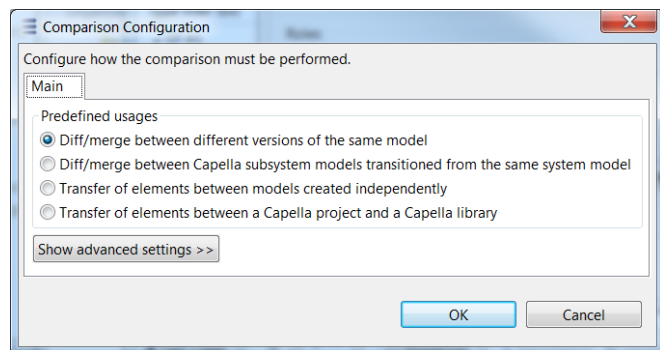 Comparison Configuration
Configure how the comparison must be performed.
Main
Predefined usages
Diff/merge between different versions of the same model
Diff/merge between Capella subsystem models transitioned from the same system model
Transfer of elements between models created independently
Transfer of elements between a Capella project and a Capella library
Show advanced settings >>
OK Cancel